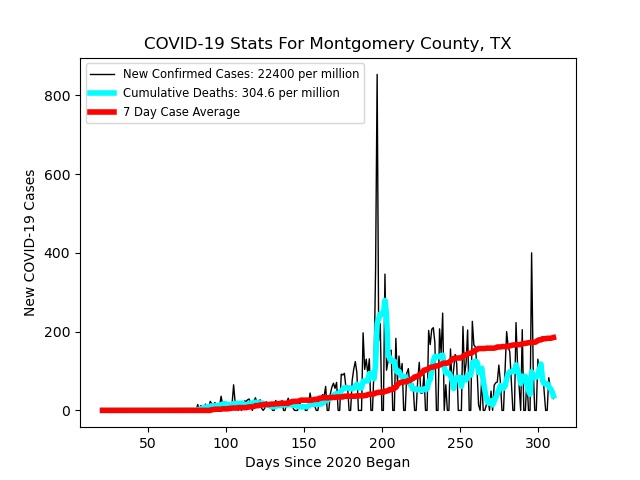 COVID-19 Stats For Montgomery County, TX
New Confirmed Cases: 22400 per million
Cumulative Deaths: 304.6 per million
7 Day Case Average
800
600
400
200
0
New COVID-19 Cases
50 100 150 200 250 300
Days Since 2020 Began